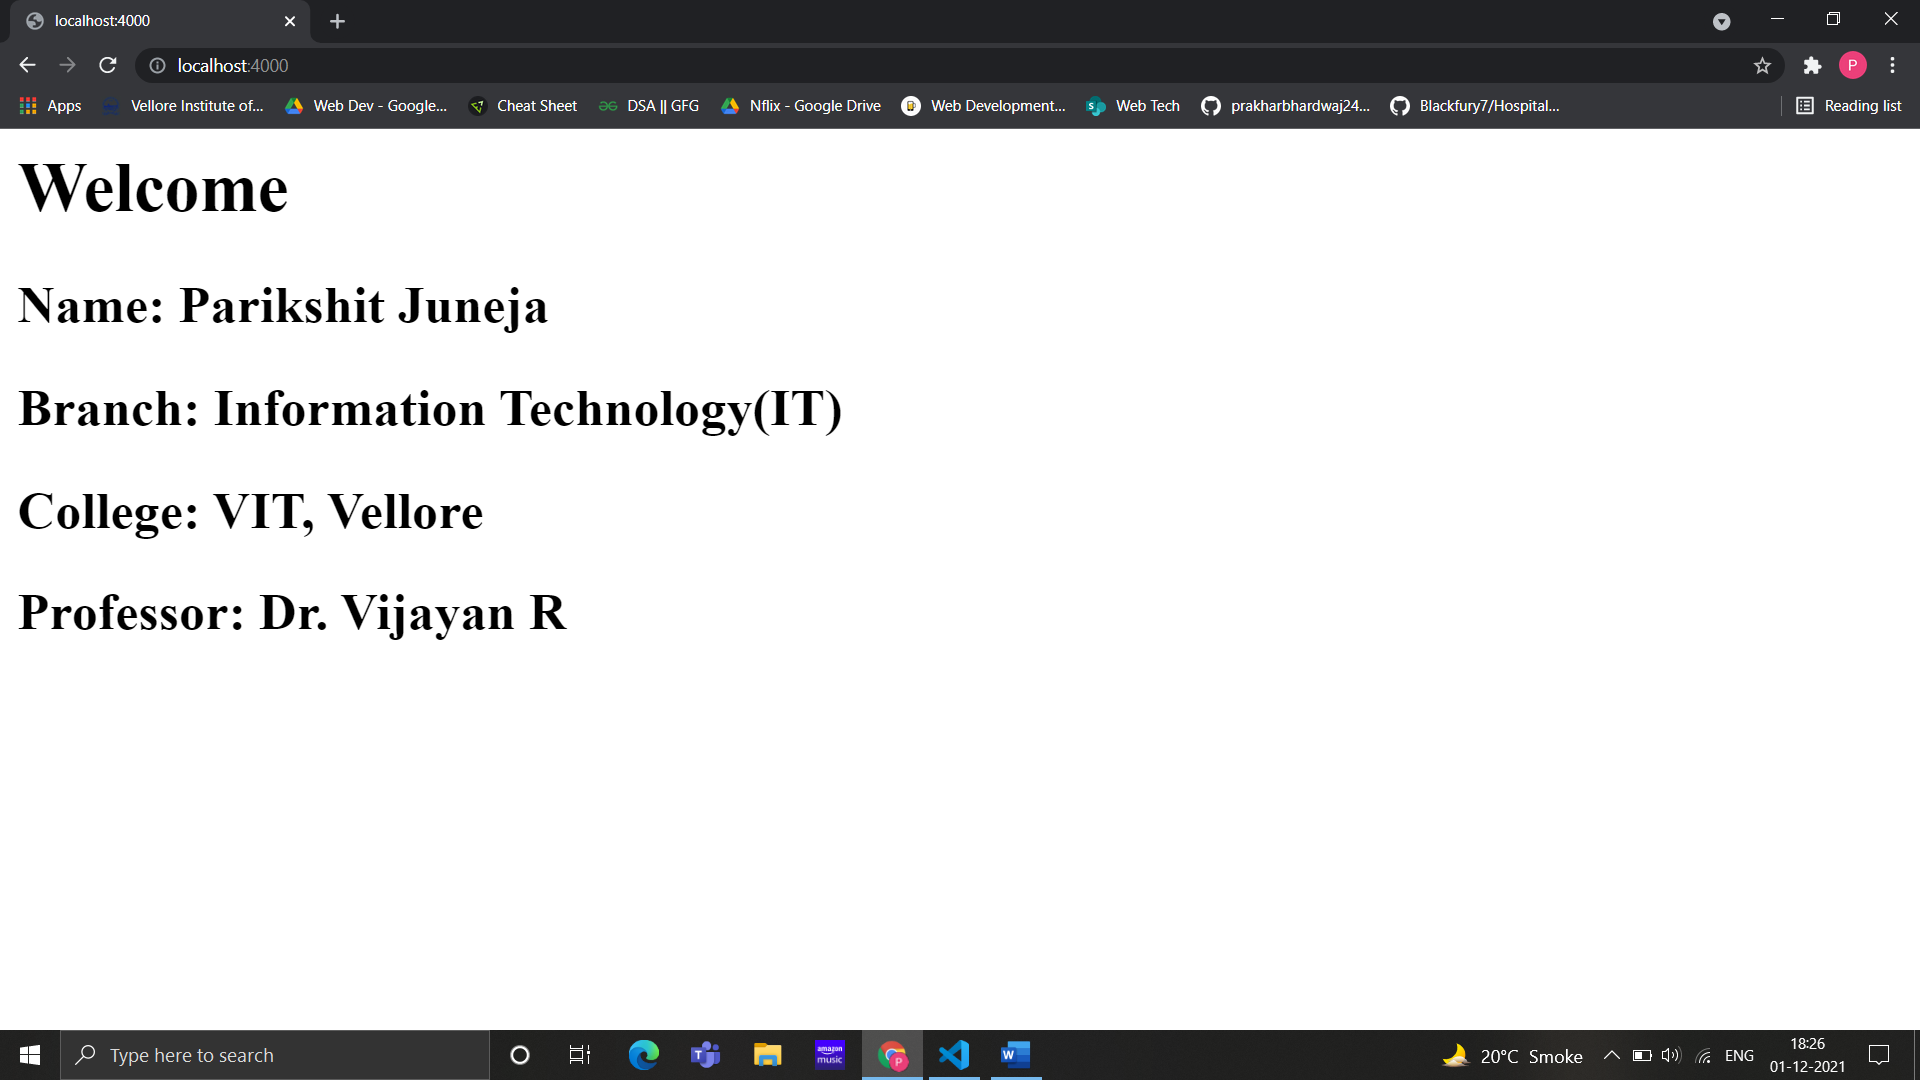 localhost:4000
localhost:4000
P
Apps
Vellore Institute of...
Web Dev - Google...
Cheat Sheet
DSA || GFG
Nflix - Google Drive
Web Development...
Web Tech
prakharbhardwaj24...
Blackfury7/Hospital...
Reading list
Welcome
Name: Parikshit Juneja
Branch: Information Technology(IT)
College: VIT, Vellore
Professor: Dr. Vijayan R
Type here to search
amazon
music
20°C Smoke
ENG
18:26
01-12-2021